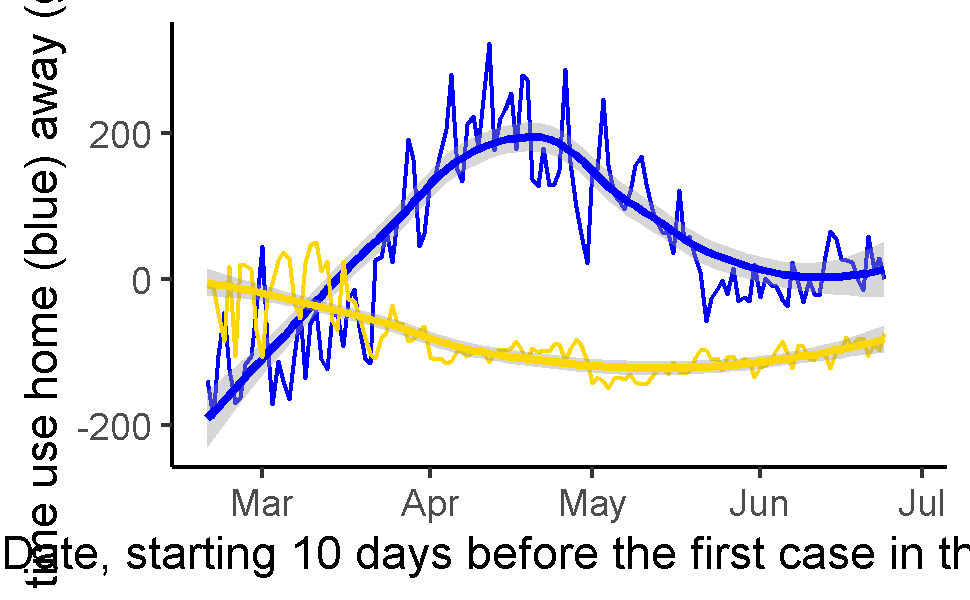 time use home (blue) away (
200
0
-200
Mar Apr May Jun Jul
Date, starting 10 days before the first case in th